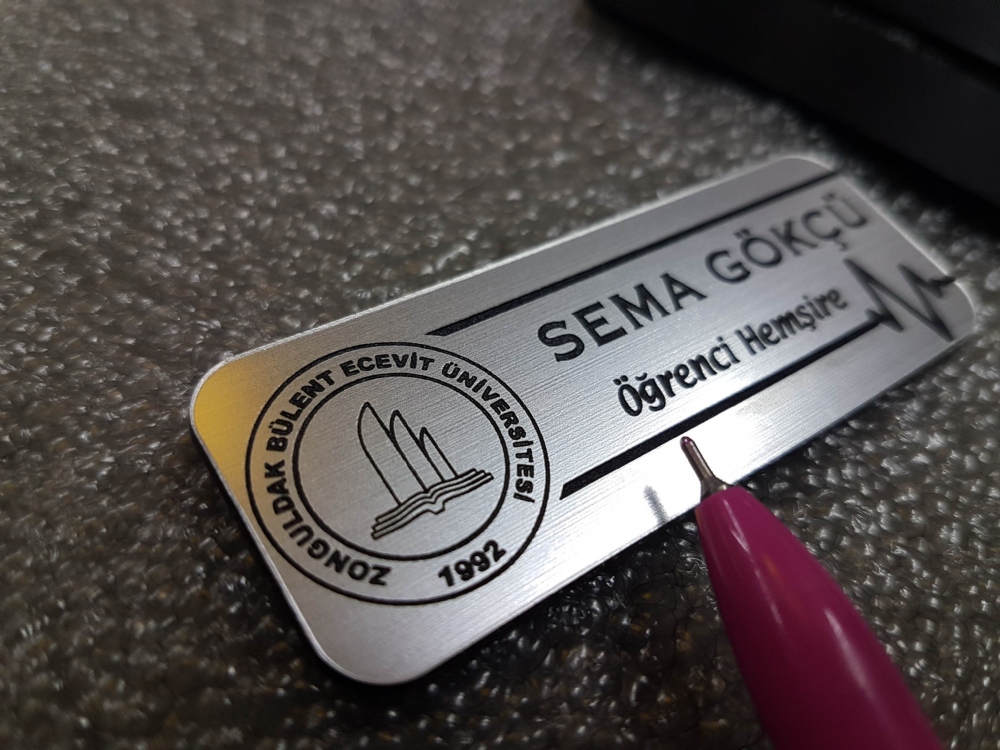 ZONGULDAK BÜLENT ECEVİT ÜNİVERSİTESİ
1992
SEMA GÖKÇÜ
Öğrenci Hemşire